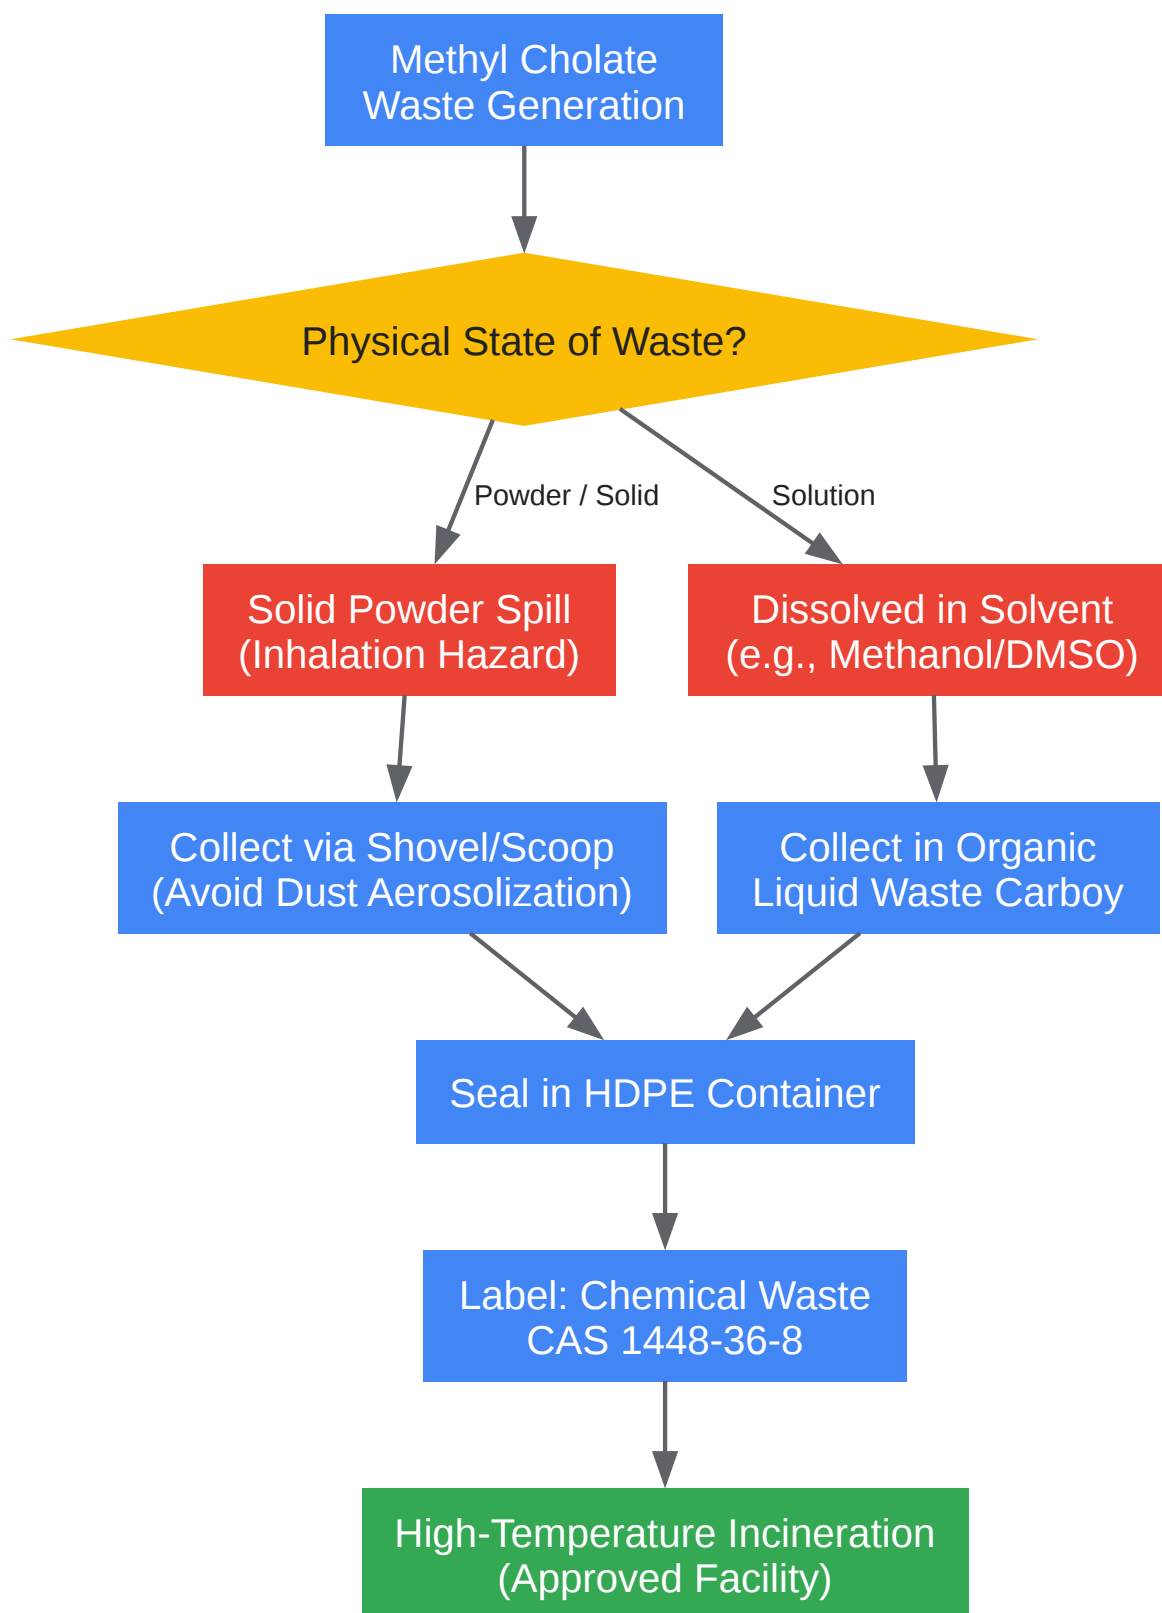 Methyl Cholate
Waste Generation
Physical State of Waste?
Powder / Solid
Solution
Solid Powder Spill
(Inhalation Hazard)
Dissolved in Solvent
(e.g., Methanol/DMSO)
Collect via Shovel/Scoop
(Avoid Dust Aerosolization)
Collect in Organic
Liquid Waste Carboy
Seal in HDPE Container
Label: Chemical Waste
CAS 1448-36-8
High-Temperature Incineration
(Approved Facility)